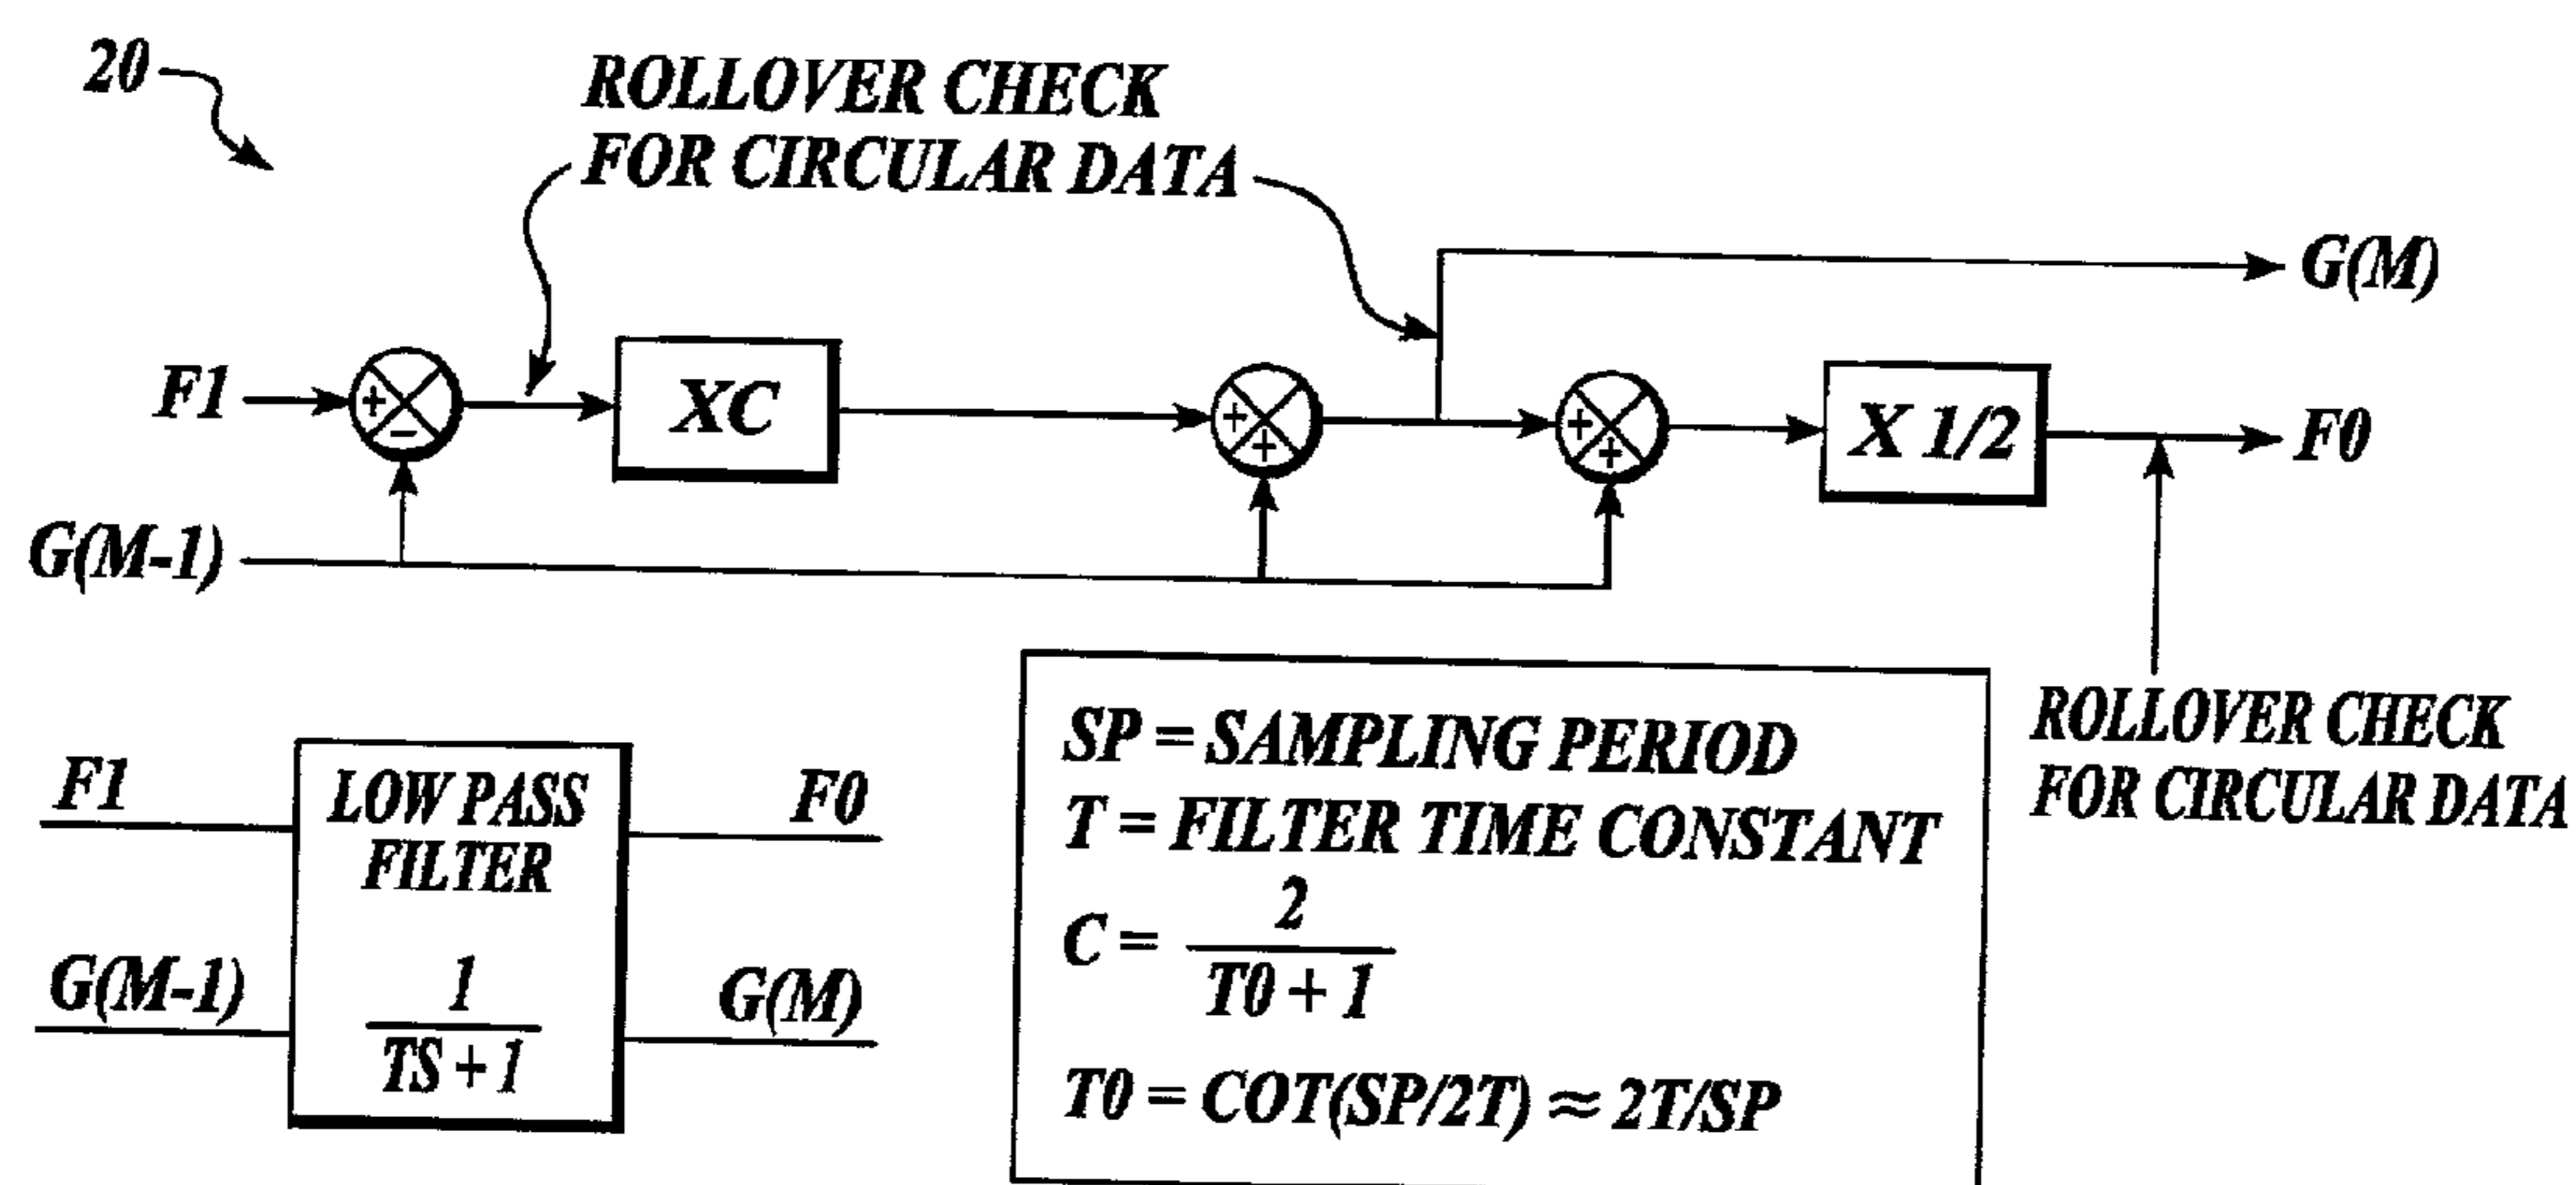 20
ROLLOVER CHECK
FOR CIRCULAR DATA
G(M)
F1
+
−
XC
+
+
+
+
X 1/2
F0
G(M-1)
F1
LOW PASS
FILTER
F0
G(M-1)
1
TS + 1
G(M)
SP = SAMPLING PERIOD
T = FILTER TIME CONSTANT
C = 2
T0 + 1
T0 = COT(SP/2T) ≈ 2T/SP
ROLLOVER CHECK
FOR CIRCULAR DATA